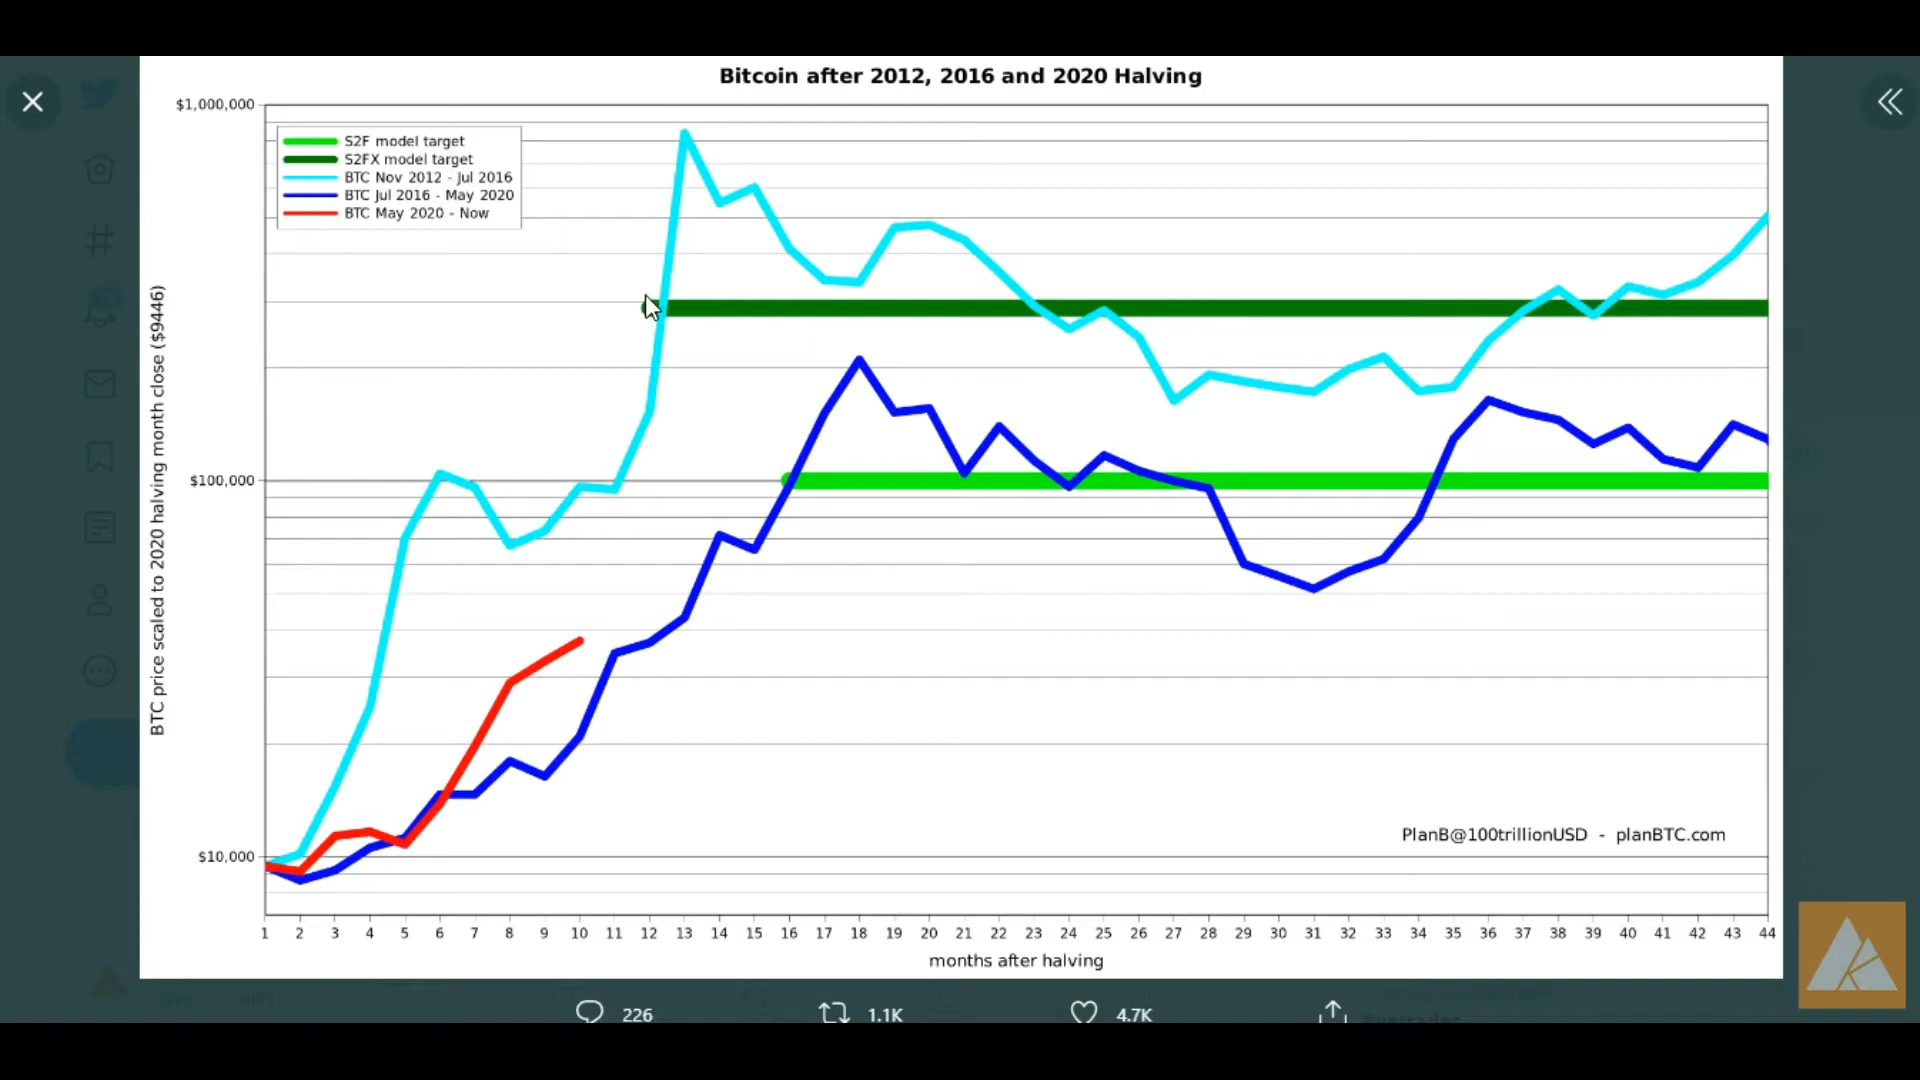 Bitcoin after 2012, 2016 and 2020 Halving
$1,000,000
S2F model target
S2FX model target
BTC Nov 2012 - Jul 2016
BTC Jul 2016 - May 2020
BTC May 2020 - Now
BTC price scaled to 2020 halving month close ($9446)
$100,000
$10,000
PlanB@100trillionUSD - planBTC.com
1 2 3 4 5 6 7 8 9 10 11 12 13 14 15 16 17 18 19 20 21 22 23 24 25 26 27 28 29 30 31 32 33 34 35 36 37 38 39 40 41 42 43 44
months after halving
226 1.1K 4.7K